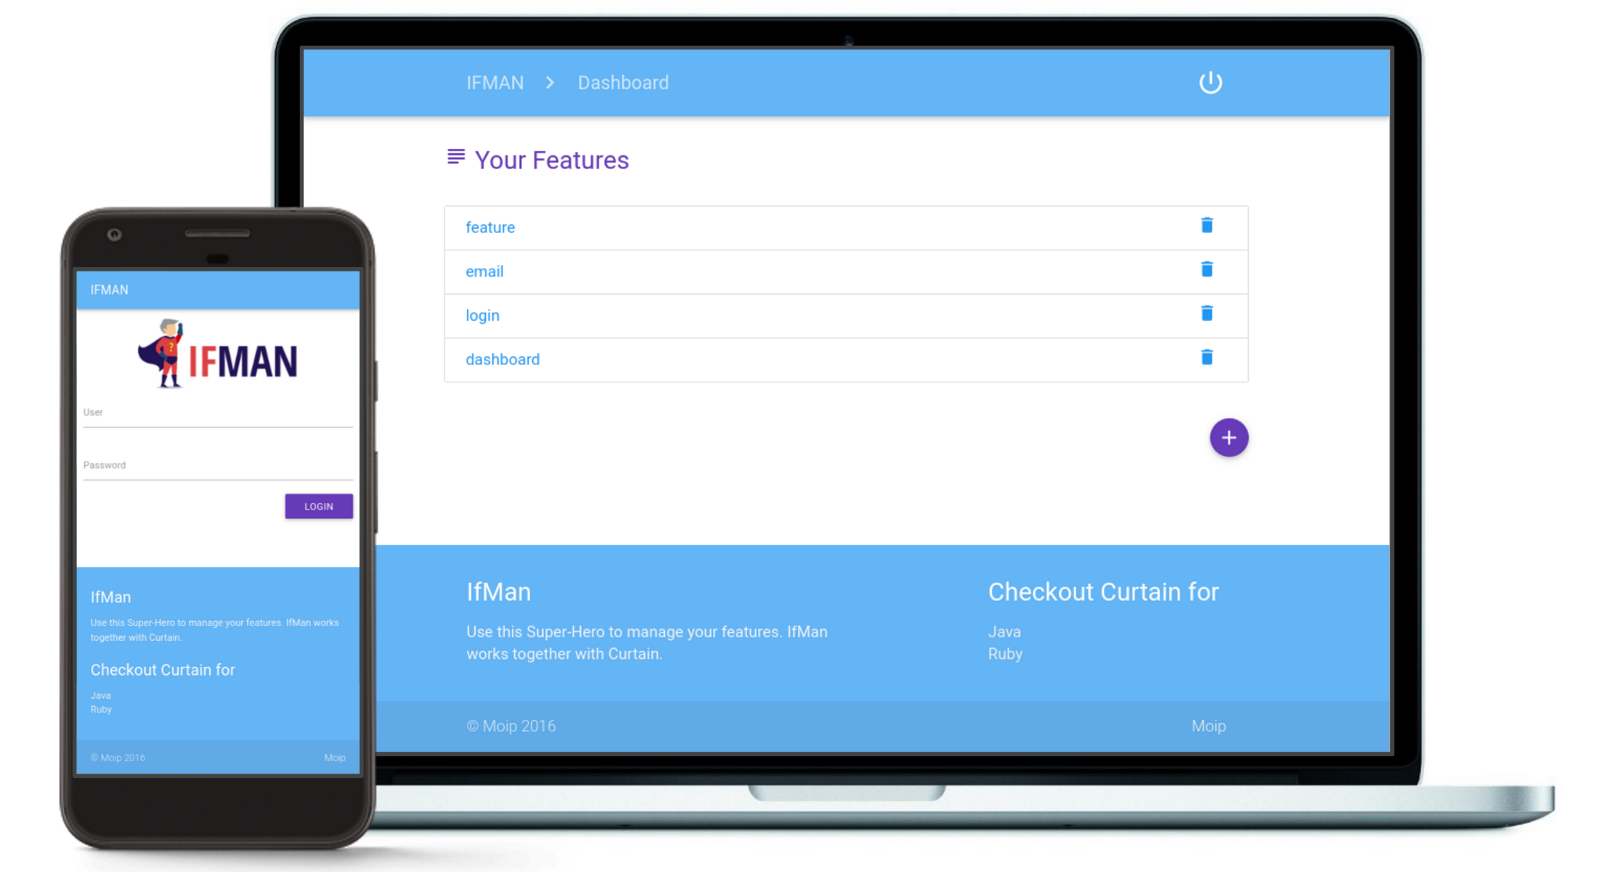 IFMAN > Dashboard
Your Features
feature
email
login
dashboard
IfMan
Use this Super-Hero to manage your features. IfMan
works together with Curtain.
Checkout Curtain for
Java
Ruby
© Moip 2016
Moip
IFMAN
?
IFMAN
User
Password
LOGIN
IfMan
Use this Super-Hero to manage your features. IfMan works
together with Curtain.
Checkout Curtain for
Java
Ruby
© Moip 2016
Moip